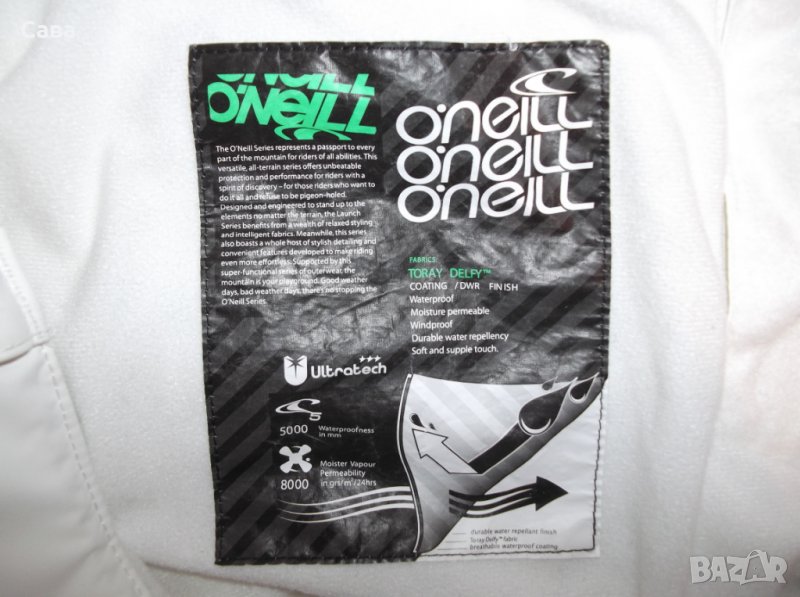 Сава
O'NEILL
O'NEILL
The O'Neill Series represents a passport to every
part of the mountain for riders of all abilities. This
versatile, all-terrain series offers unbeatable
protection and performance for riders with a
spirit of discovery – for those riders who want to
do it all and refuse to be pigeon-holed.
Designed and engineered to stand up to the
elements no matter the terrain, the Launch
Series benefits from a wealth of relaxed styling
and intelligent fabrics. Meanwhile, this series
also boasts a whole host of stylish detailing and
convenient features developed to make riding
even more effortless. Supported by this
super-functional series of outerwear, the
mountain is your playground. Good weather
days, bad weather days, there's no stopping the
O'Neill Series.
O'NEILL
O'NEILL
O'NEILL
FABRICS:
TORAY DELFY™
COATING /DWR FINISH
Waterproof
Moisture permeable
Windproof
Durable water repellency
Soft and supple touch.
Ultratech
5
5000 Waterproofness
in mm
Moister Vapour
Permeability
8000 in grs/m²/24hrs
durable water repellant finish
Toray Delfy™ fabric
breathable waterproof coating
BAZAR